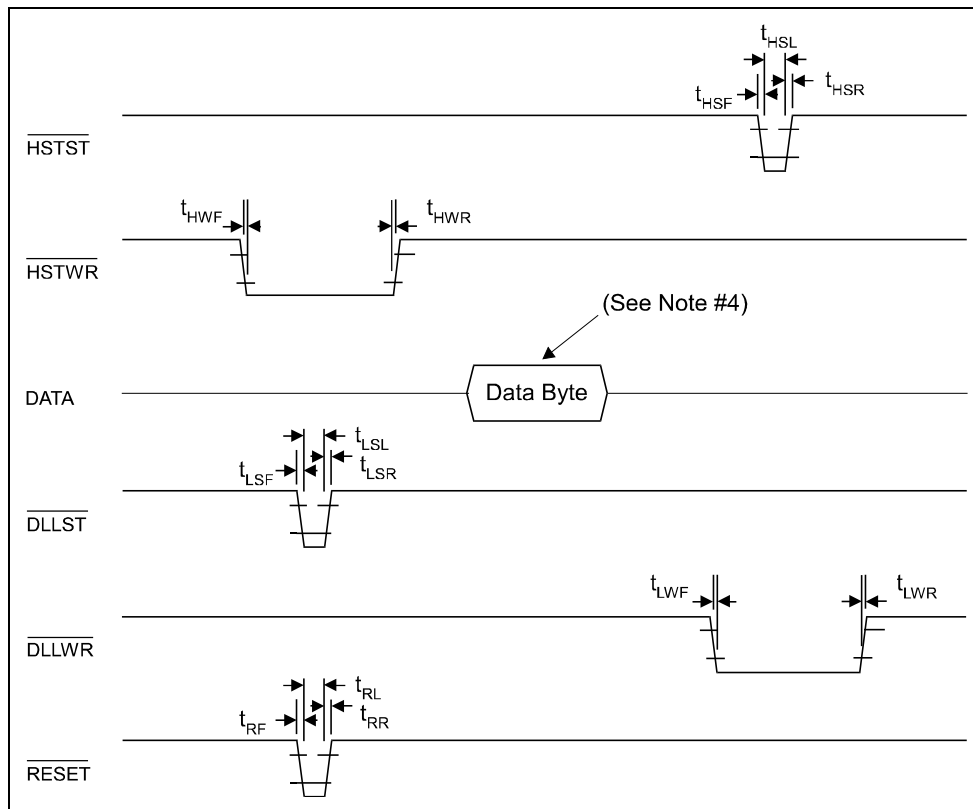 tHSL
tHSF
tHSR
HSTST
tHWF
tHWR
HSTWR
(See Note #4)
DATA
Data Byte
tLSL
tLSF
tLSR
DLLST
tLWF
tLWR
DLLWR
tRL
tRF
tRR
RESET